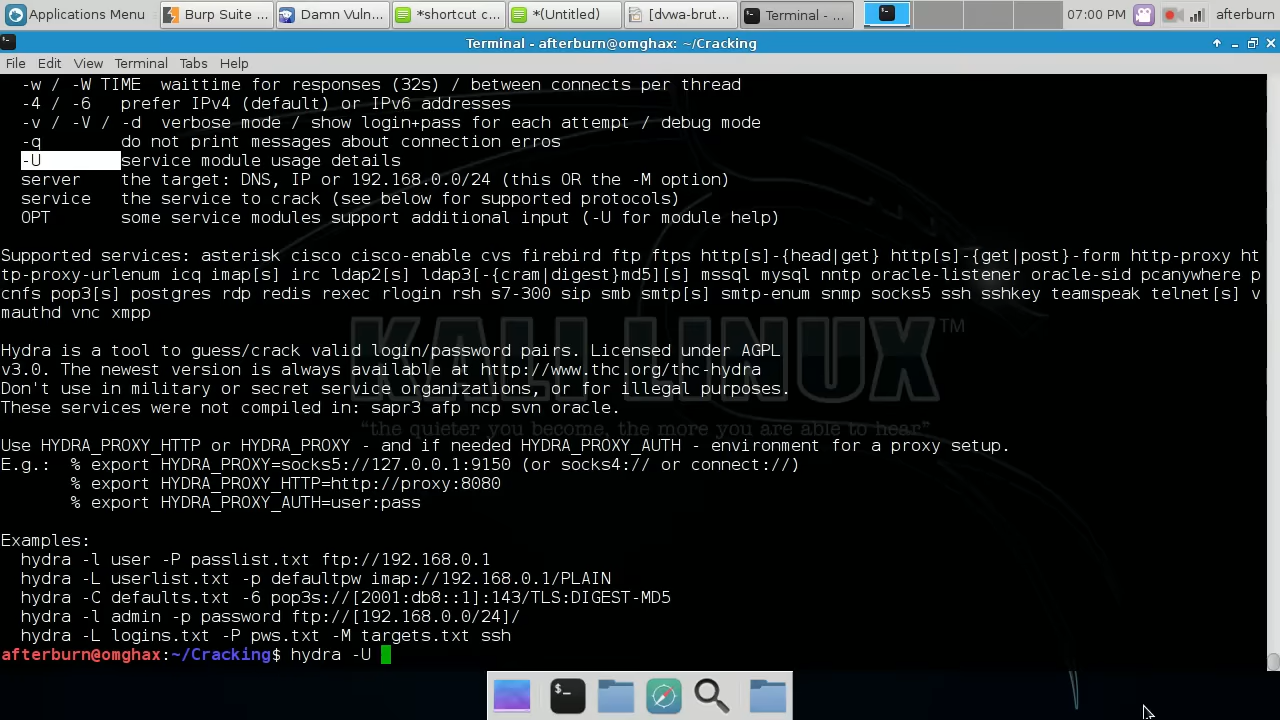 Applications Menu
Burp Suite ...
Damn Vuln...
*shortcut c...
*(Untitled)
[dvwa-brut...
Terminal - ...
07:00 PM
afterburn
Terminal - afterburn@omghax: ~/Cracking
File Edit View Terminal Tabs Help
-w / -W TIME waittime for responses (32s) / between connects per thread
-4 / -6 prefer IPv4 (default) or IPv6 addresses
-v / -V / -d verbose mode / show login+pass for each attempt / debug mode
-q do not print messages about connection erros
-U service module usage details
server the target: DNS, IP or 192.168.0.0/24 (this OR the -M option)
service the service to crack (see below for supported protocols)
OPT some service modules support additional input (-U for module help)
Supported services: asterisk cisco cisco-enable cvs firebird ftp ftps http[s]-{head|get} http[s]-{get|post}-form http-proxy ht
tp-proxy-urlenum icq imap[s] irc ldap2[s] ldap3[-{cram|digest}md5][s] mssql mysql nntp oracle-listener oracle-sid pcanywhere p
cnfs pop3[s] postgres rdp redis rexec rlogin rsh s7-300 sip smb smtp[s] smtp-enum snmp socks5 ssh sshkey teamspeak telnet[s] v
mauthd vnc xmpp
Hydra is a tool to guess/crack valid login/password pairs. Licensed under AGPL
v3.0. The newest version is always available at http://www.thc.org/thc-hydra
Don't use in military or secret service organizations, or for illegal purposes.
These services were not compiled in: sapr3 afp ncp svn oracle.
KALI LINUX™
"the quieter you become, the more you are able to hear"
Use HYDRA_PROXY_HTTP or HYDRA_PROXY - and if needed HYDRA_PROXY_AUTH - environment for a proxy setup.
E.g.: % export HYDRA_PROXY=socks5://127.0.0.1:9150 (or socks4:// or connect://)
% export HYDRA_PROXY_HTTP=http://proxy:8080
% export HYDRA_PROXY_AUTH=user:pass
Examples:
hydra -l user -P passlist.txt ftp://192.168.0.1
hydra -L userlist.txt -p defaultpw imap://192.168.0.1/PLAIN
hydra -C defaults.txt -6 pop3s://[2001:db8::1]:143/TLS:DIGEST-MD5
hydra -l admin -p password ftp://[192.168.0.0/24]/
hydra -L logins.txt -P pws.txt -M targets.txt ssh
afterburn@omghax:~/Cracking$ hydra -U